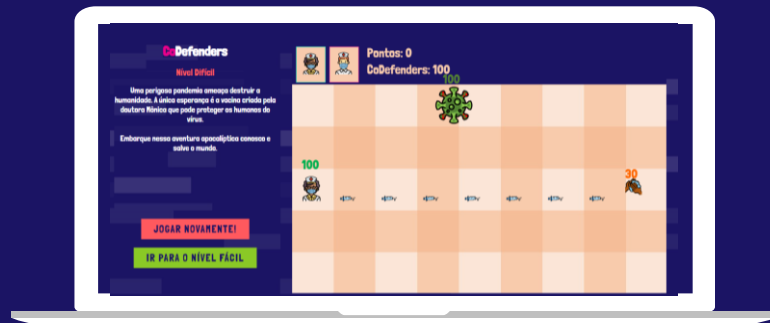 CoDefenders
Nível Difícil
Uma perigosa pandemia ameaça destruir a
humanidade. A única esperança é a vacina criada pela
doutora Mônica que pode proteger os humanos do
vírus.
Embarque nessa aventura apocalíptica conosco e
salve o mundo.
JOGAR NOVAMENTE!
IR PARA O NÍVEL FÁCIL
Pontos: 0
CoDefenders: 100
100
100
30